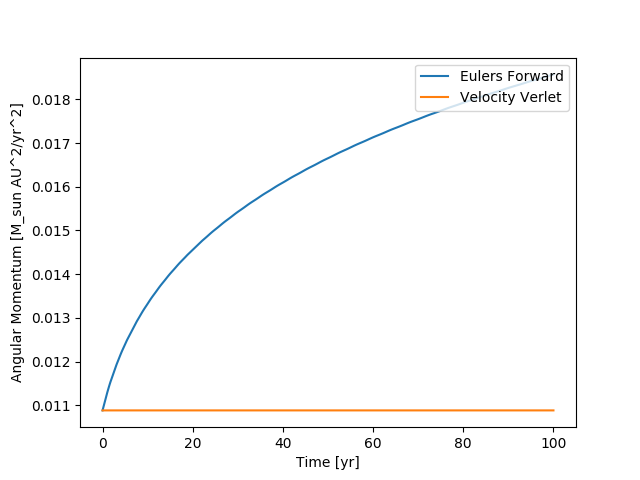 Eulers Forward
Velocity Verlet
0.018
0.017
0.016
0.015
0.014
0.013
0.012
0.011
Angular Momentum [M_sun AU^2/yr^2]
0 20 40 60 80 100
Time [yr]